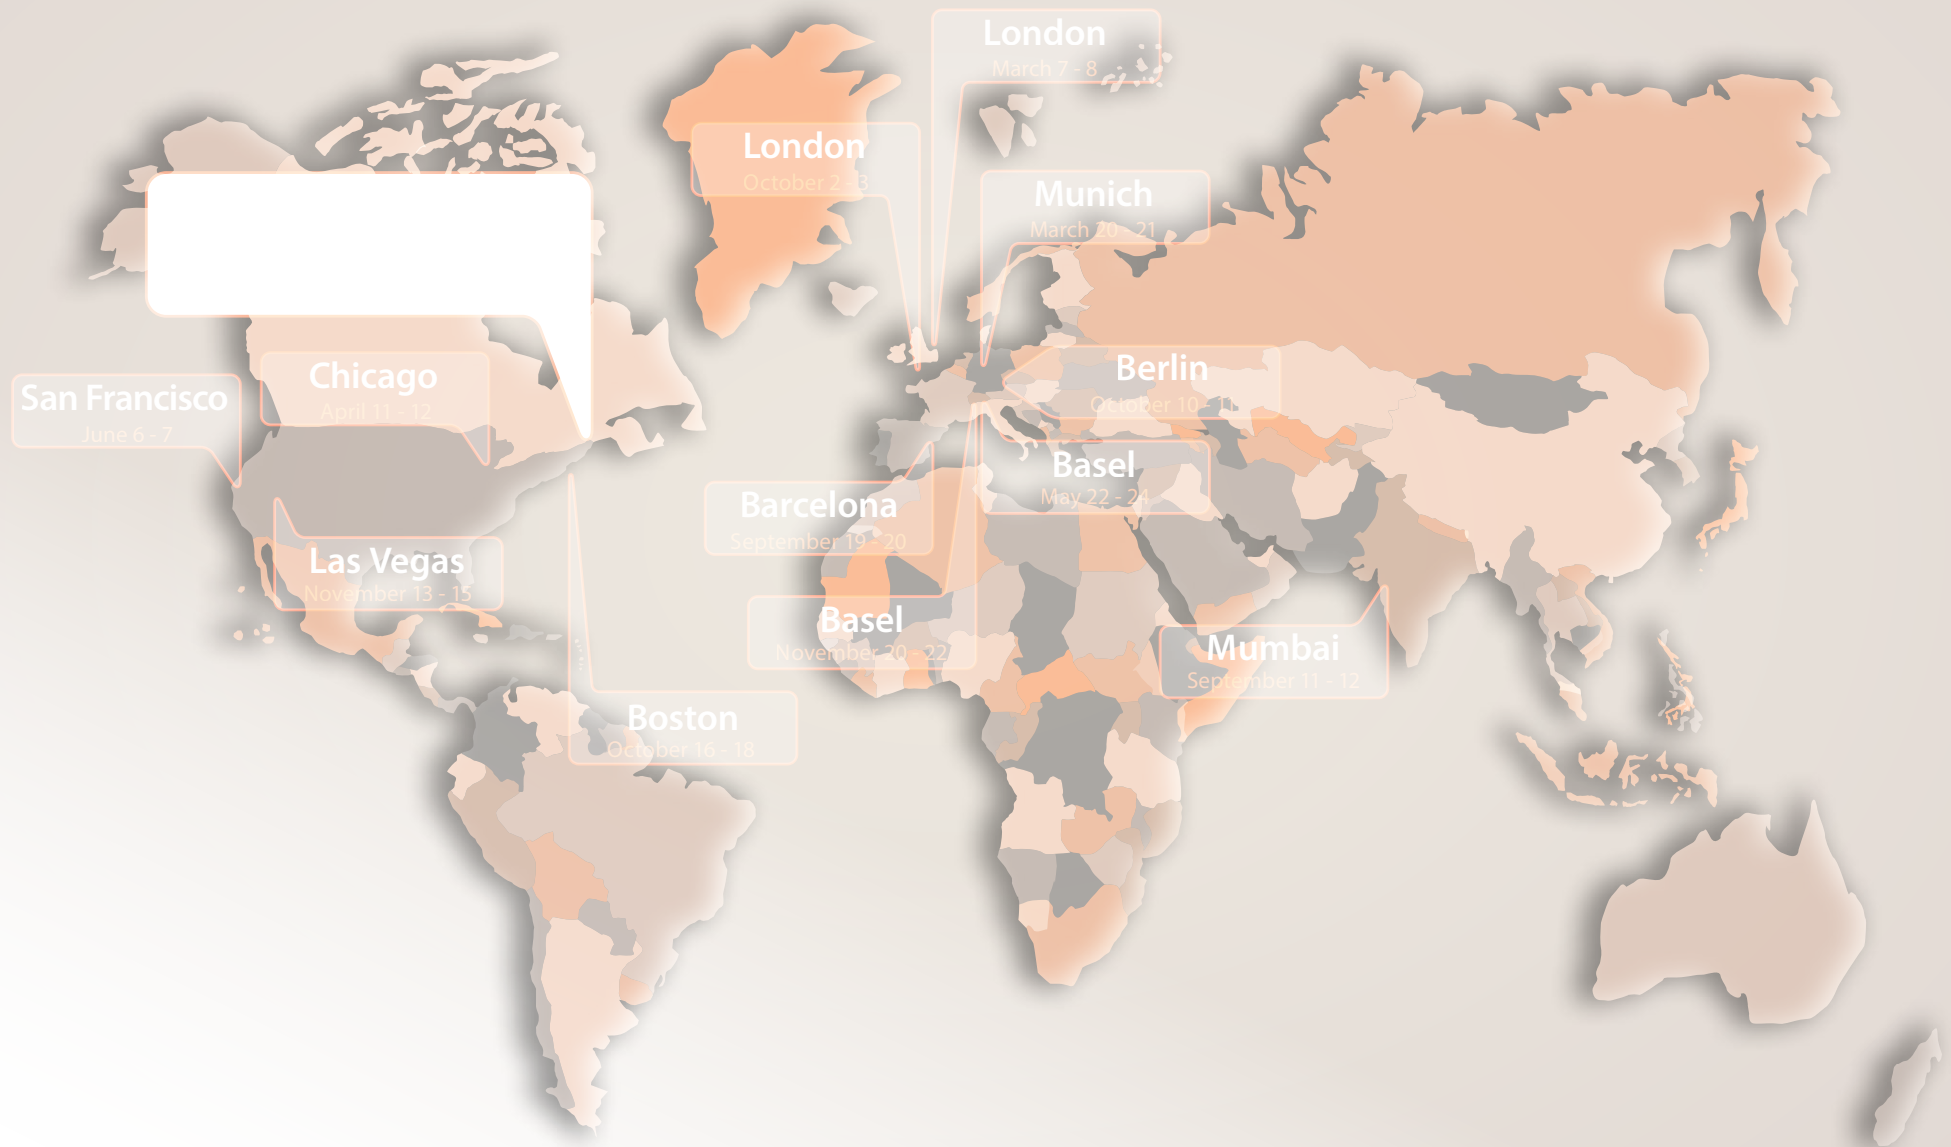 London
March 7 - 8
London
October 2 - 3
Munich
March 20 - 21
Chicago
April 11 - 12
San Francisco
June 6 - 7
Berlin
October 10 - 11
Basel
May 22 - 24
Barcelona
September 19 - 20
Las Vegas
November 13 - 15
Basel
November 20 - 22
Mumbai
September 11 - 12
Boston
October 16 - 18